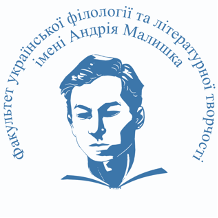 Факультет української філології та літературної творчості
імені Андрія Малишка